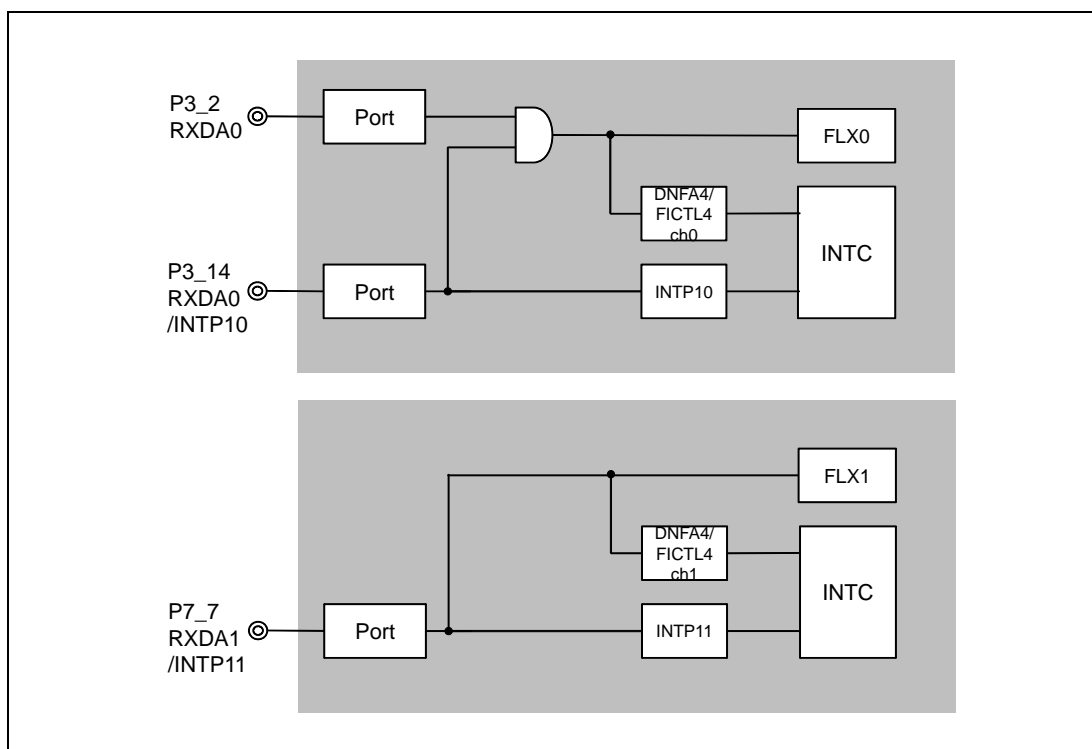 P3_2
RXDA0
Port
FLX0
DNFA4/
FICTL4
ch0
INTC
P3_14
RXDA0
/INTP10
Port
INTP10
FLX1
DNFA4/
FICTL4
ch1
INTC
P7_7
RXDA1
/INTP11
Port
INTP11